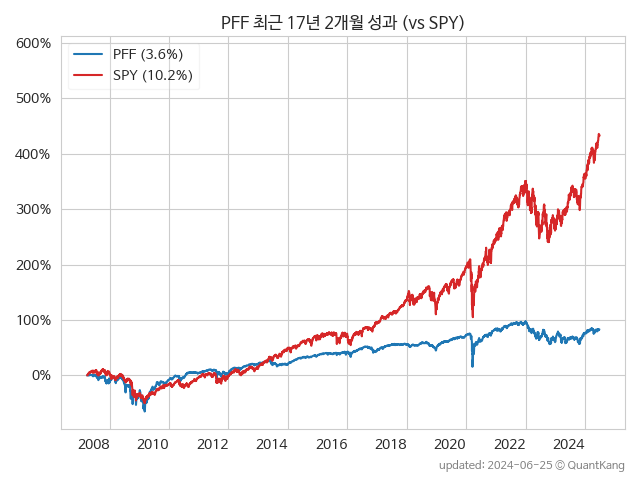 PFF 최근 17년 2개월 성과 (vs SPY)
600%
PFF (3.6%)
SPY (10.2%)
500%
400%
300%
200%
100%
0%
2008 2010 2012 2014 2016 2018 2020 2022 2024
updated: 2024-06-25 © QuantKang